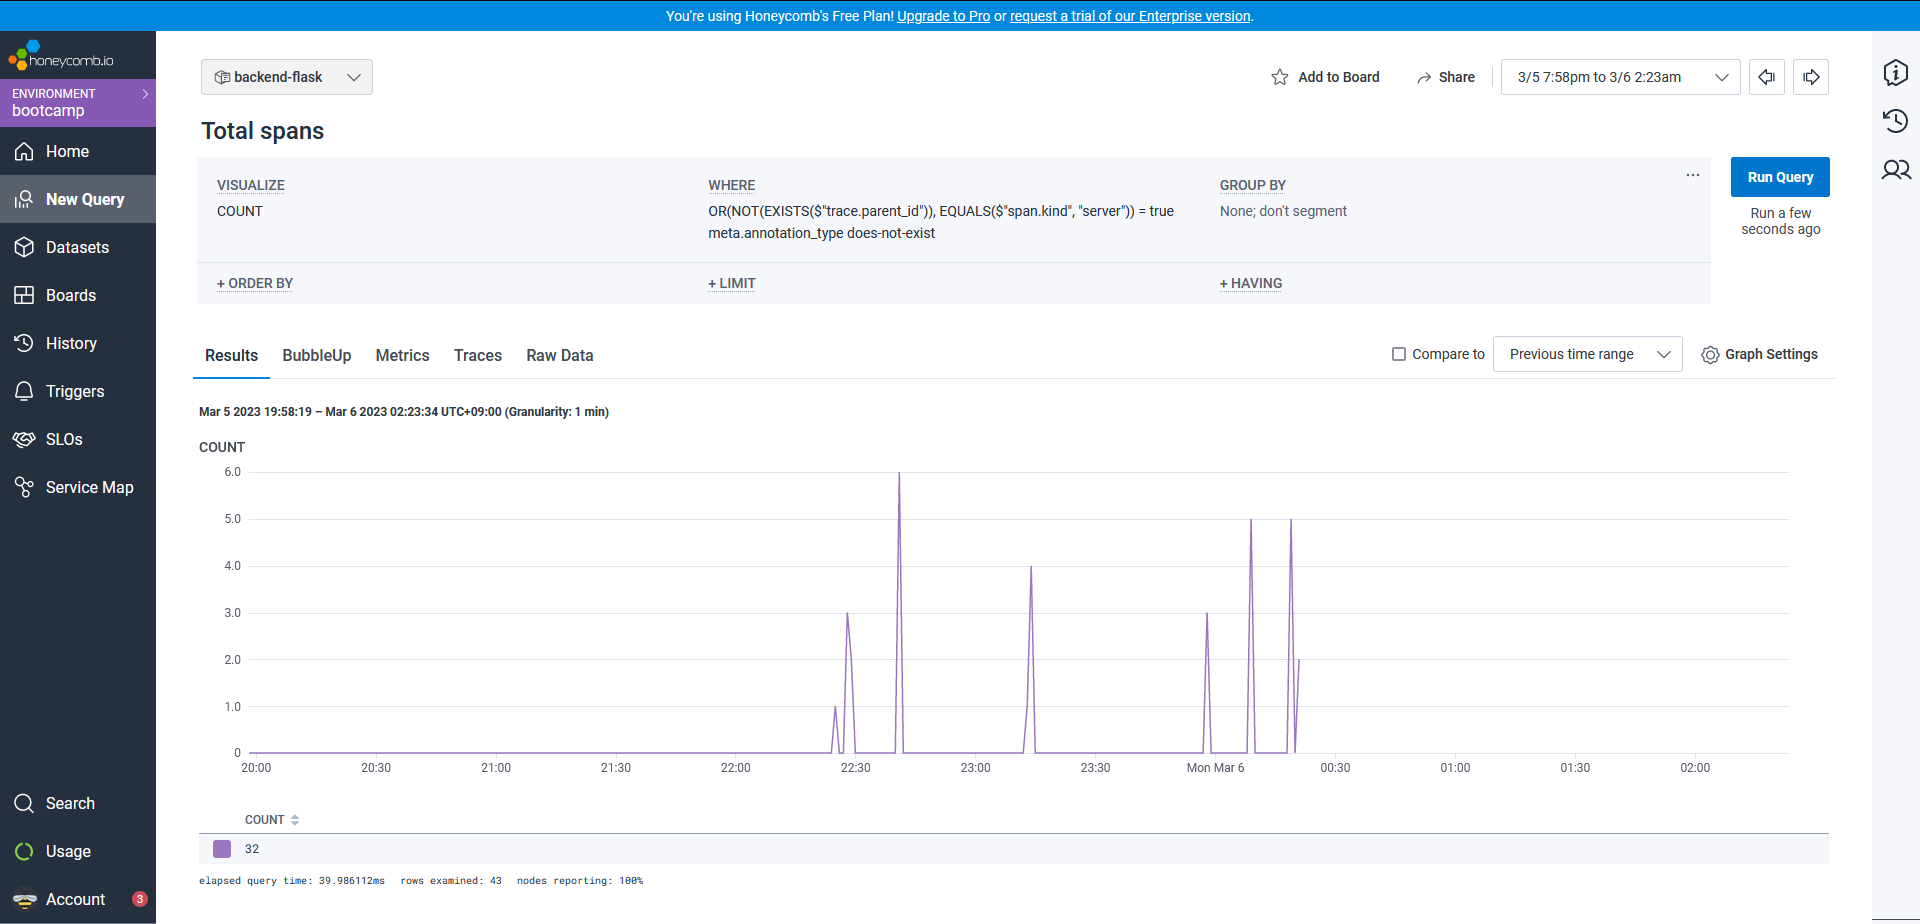 You're using Honeycomb's Free Plan! Upgrade to Pro or request a trial of our Enterprise version.
honeycomb.io
ENVIRONMENT
bootcamp
Home
New Query
Datasets
Boards
History
Triggers
SLOs
Service Map
Search
Usage
Account 3
backend-flask
Add to Board
Share
3/5 7:58pm to 3/6 2:23am
Total spans
VISUALIZE
COUNT
WHERE
OR(NOT(EXISTS($"trace.parent_id")), EQUALS($"span.kind", "server")) = true
meta.annotation_type does-not-exist
GROUP BY
None; don't segment
...
Run Query
Run a few
seconds ago
+ ORDER BY
+ LIMIT
+ HAVING
Results BubbleUp Metrics Traces Raw Data
Compare to
Previous time range
Graph Settings
Mar 5 2023 19:58:19 – Mar 6 2023 02:23:34 UTC+09:00 (Granularity: 1 min)
COUNT
6.0
5.0
4.0
3.0
2.0
1.0
0
20:00 20:30 21:00 21:30 22:00 22:30 23:00 23:30 Mon Mar 6 00:30 01:00 01:30 02:00
COUNT
32
elapsed query time: 39.986112ms rows examined: 43 nodes reporting: 100%